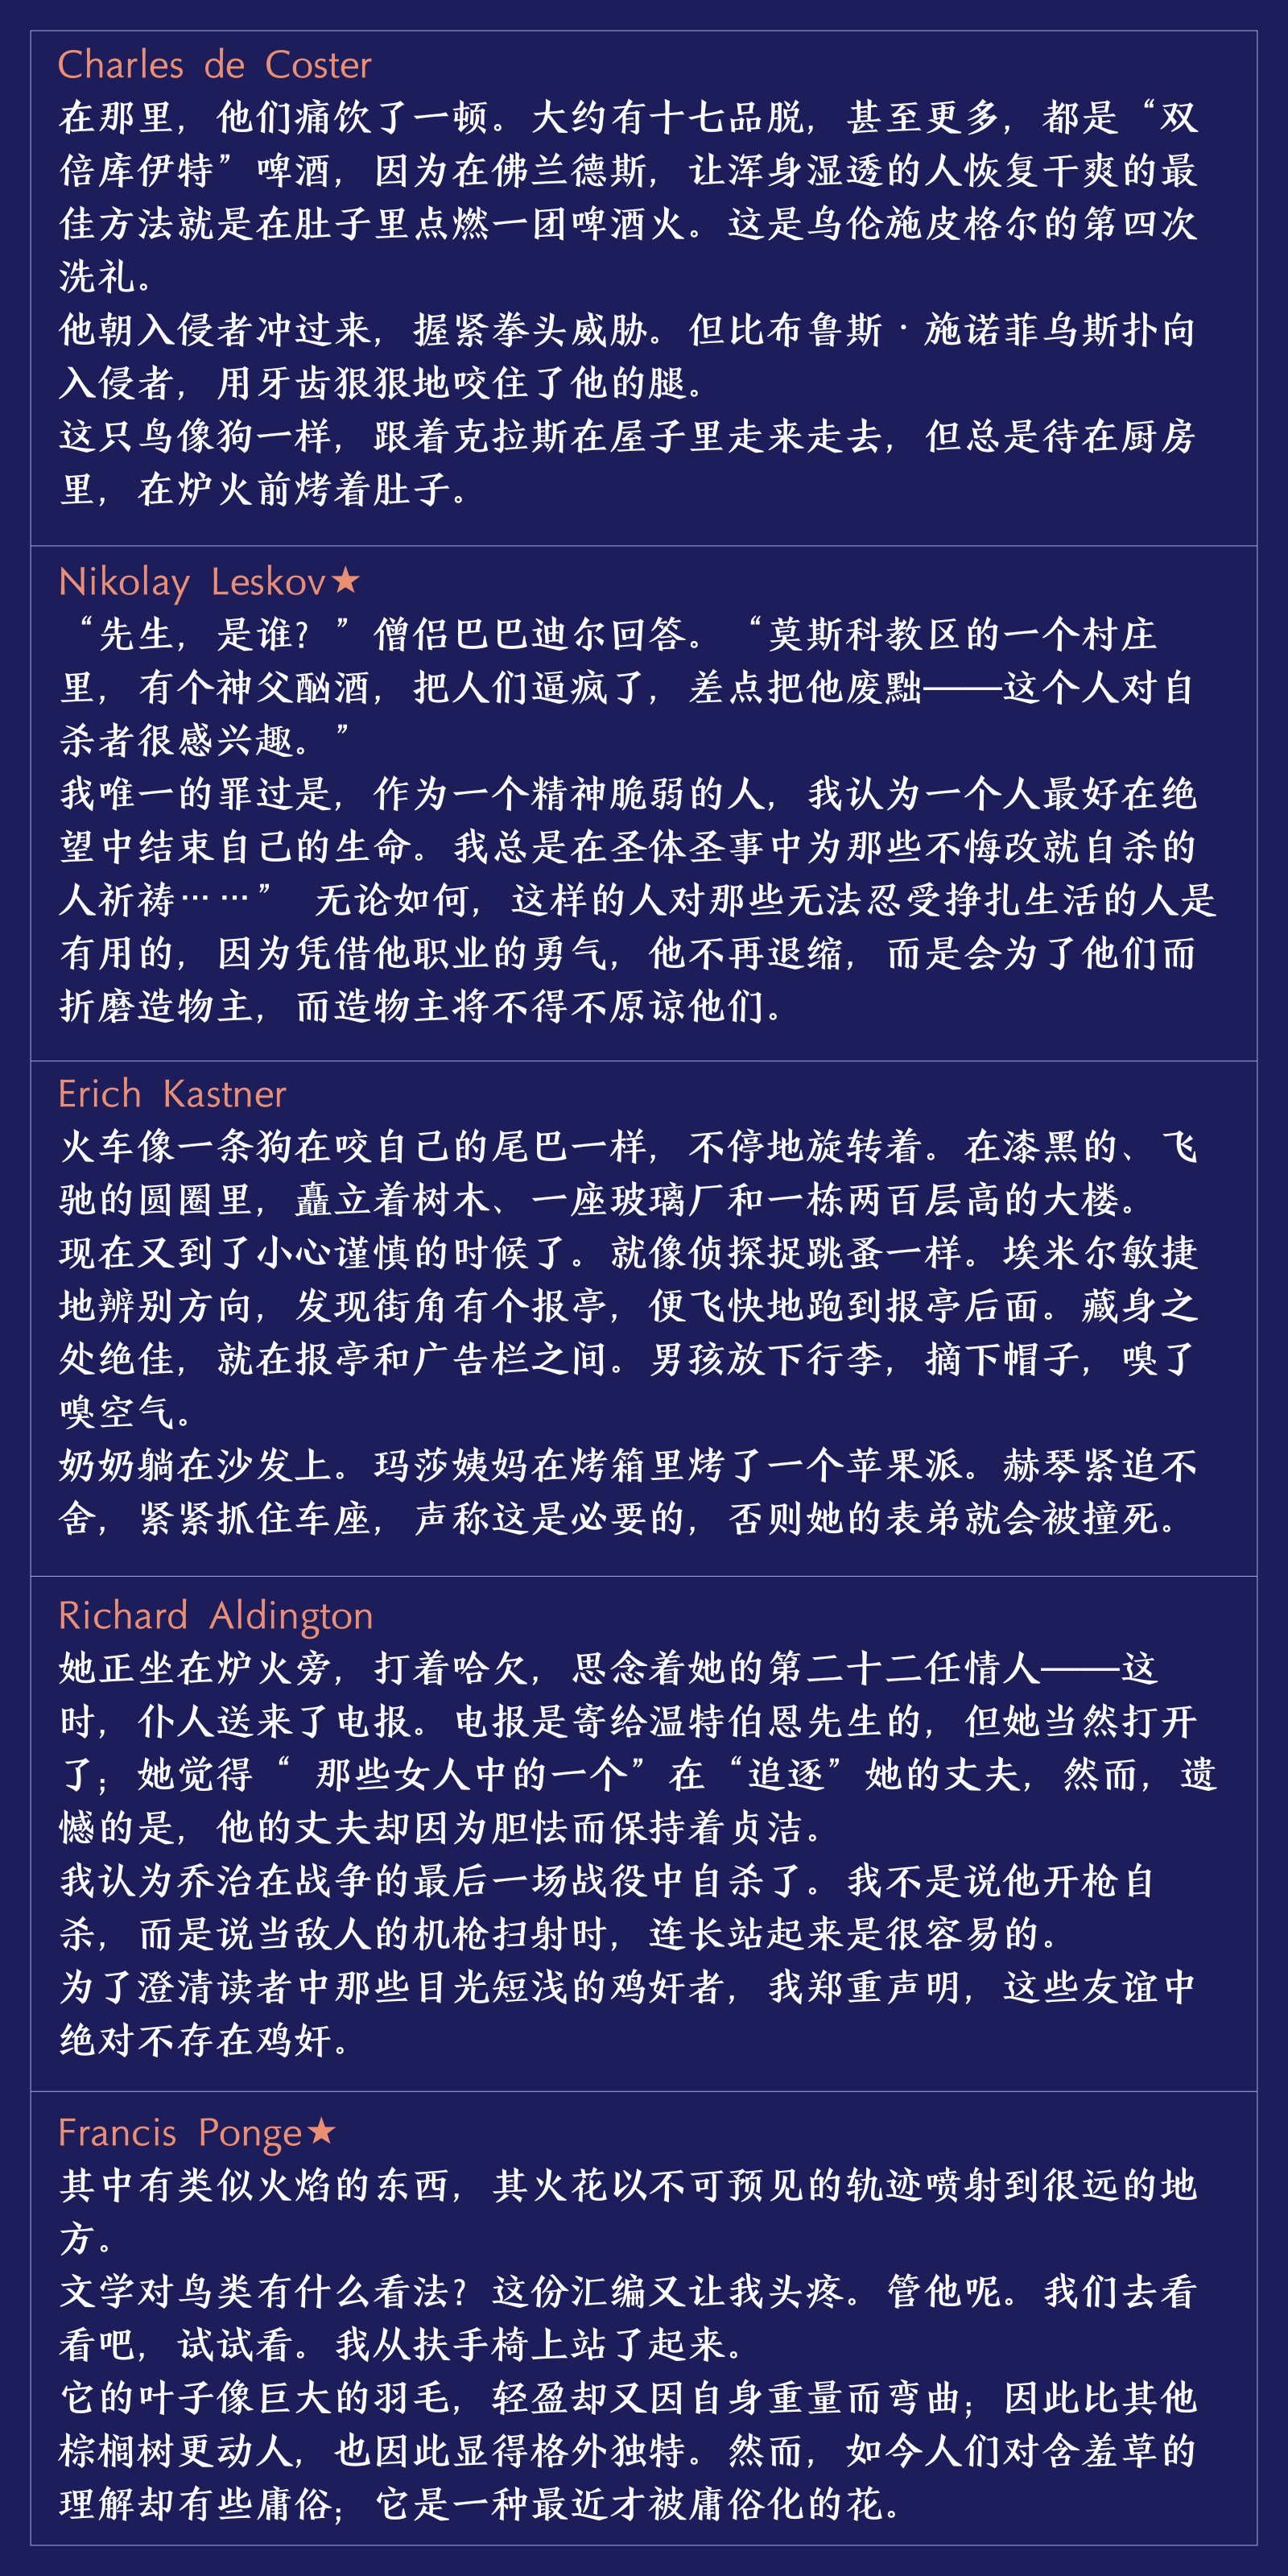 Charles de Coster
在那里，他们痛饮了一顿。大约有十七品脱，甚至更多，都是“双
倍库伊特”啤酒，因为在佛兰德斯，让浑身湿透的人恢复干爽的最
佳方法就是在肚子里点燃一团啤酒火。这是乌伦施皮格尔的第四次
洗礼。
他朝入侵者冲过来，握紧拳头威胁。但比布鲁斯·施诺菲乌斯扑向
入侵者，用牙齿狠狠地咬住了他的腿。
这只鸟像狗一样，跟着克拉斯在屋子里走来走去，但总是待在厨房
里，在炉火前烤着肚子。
Nikolay Leskov★
“先生，是谁？”僧侣巴巴迪尔回答。“莫斯科教区的一个村庄
里，有个神父酗酒，把人们逼疯了，差点把他废黜——这个人对自
杀者很感兴趣。”
我唯一的罪过是，作为一个精神脆弱的人，我认为一个人最好在绝
望中结束自己的生命。我总是在圣体圣事中为那些不悔改就自杀的
人祈祷……” 无论如何，这样的人对那些无法忍受挣扎生活的人是
有用的，因为凭借他职业的勇气，他不再退缩，而是会为了他们而
折磨造物主，而造物主将不得不原谅他们。
Erich Kastner
火车像一条狗在咬自己的尾巴一样，不停地旋转着。在漆黑的、飞
驰的圆圈里，矗立着树木、一座玻璃厂和一栋两百层高的大楼。
现在又到了小心谨慎的时候了。就像侦探捉跳蚤一样。埃米尔敏捷
地辨别方向，发现街角有个报亭，便飞快地跑到报亭后面。藏身之
处绝佳，就在报亭和广告栏之间。男孩放下行李，摘下帽子，嗅了
嗅空气。
奶奶躺在沙发上。玛莎姨妈在烤箱里烤了一个苹果派。赫琴紧追不
舍，紧紧抓住车座，声称这是必要的，否则她的表弟就会被撞死。
Richard Aldington
她正坐在炉火旁，打着哈欠，思念着她的第二十二任情人——这
时，仆人送来了电报。电报是寄给温特伯恩先生的，但她当然打开
了；她觉得“ 那些女人中的一个”在“追逐”她的丈夫，然而，遗
憾的是，他的丈夫却因为胆怯而保持着贞洁。
我认为乔治在战争的最后一场战役中自杀了。我不是说他开枪自
杀，而是说当敌人的机枪扫射时，连长站起来是很容易的。
为了澄清读者中那些目光短浅的鸡奸者，我郑重声明，这些友谊中
绝对不存在鸡奸。
Francis Ponge★
其中有类似火焰的东西，其火花以不可预见的轨迹喷射到很远的地
方。
文学对鸟类有什么看法？这份汇编又让我头疼。管他呢。我们去看
看吧，试试看。我从扶手椅上站了起来。
它的叶子像巨大的羽毛，轻盈却又因自身重量而弯曲；因此比其他
棕榈树更动人，也因此显得格外独特。然而，如今人们对含羞草的
理解却有些庸俗；它是一种最近才被庸俗化的花。